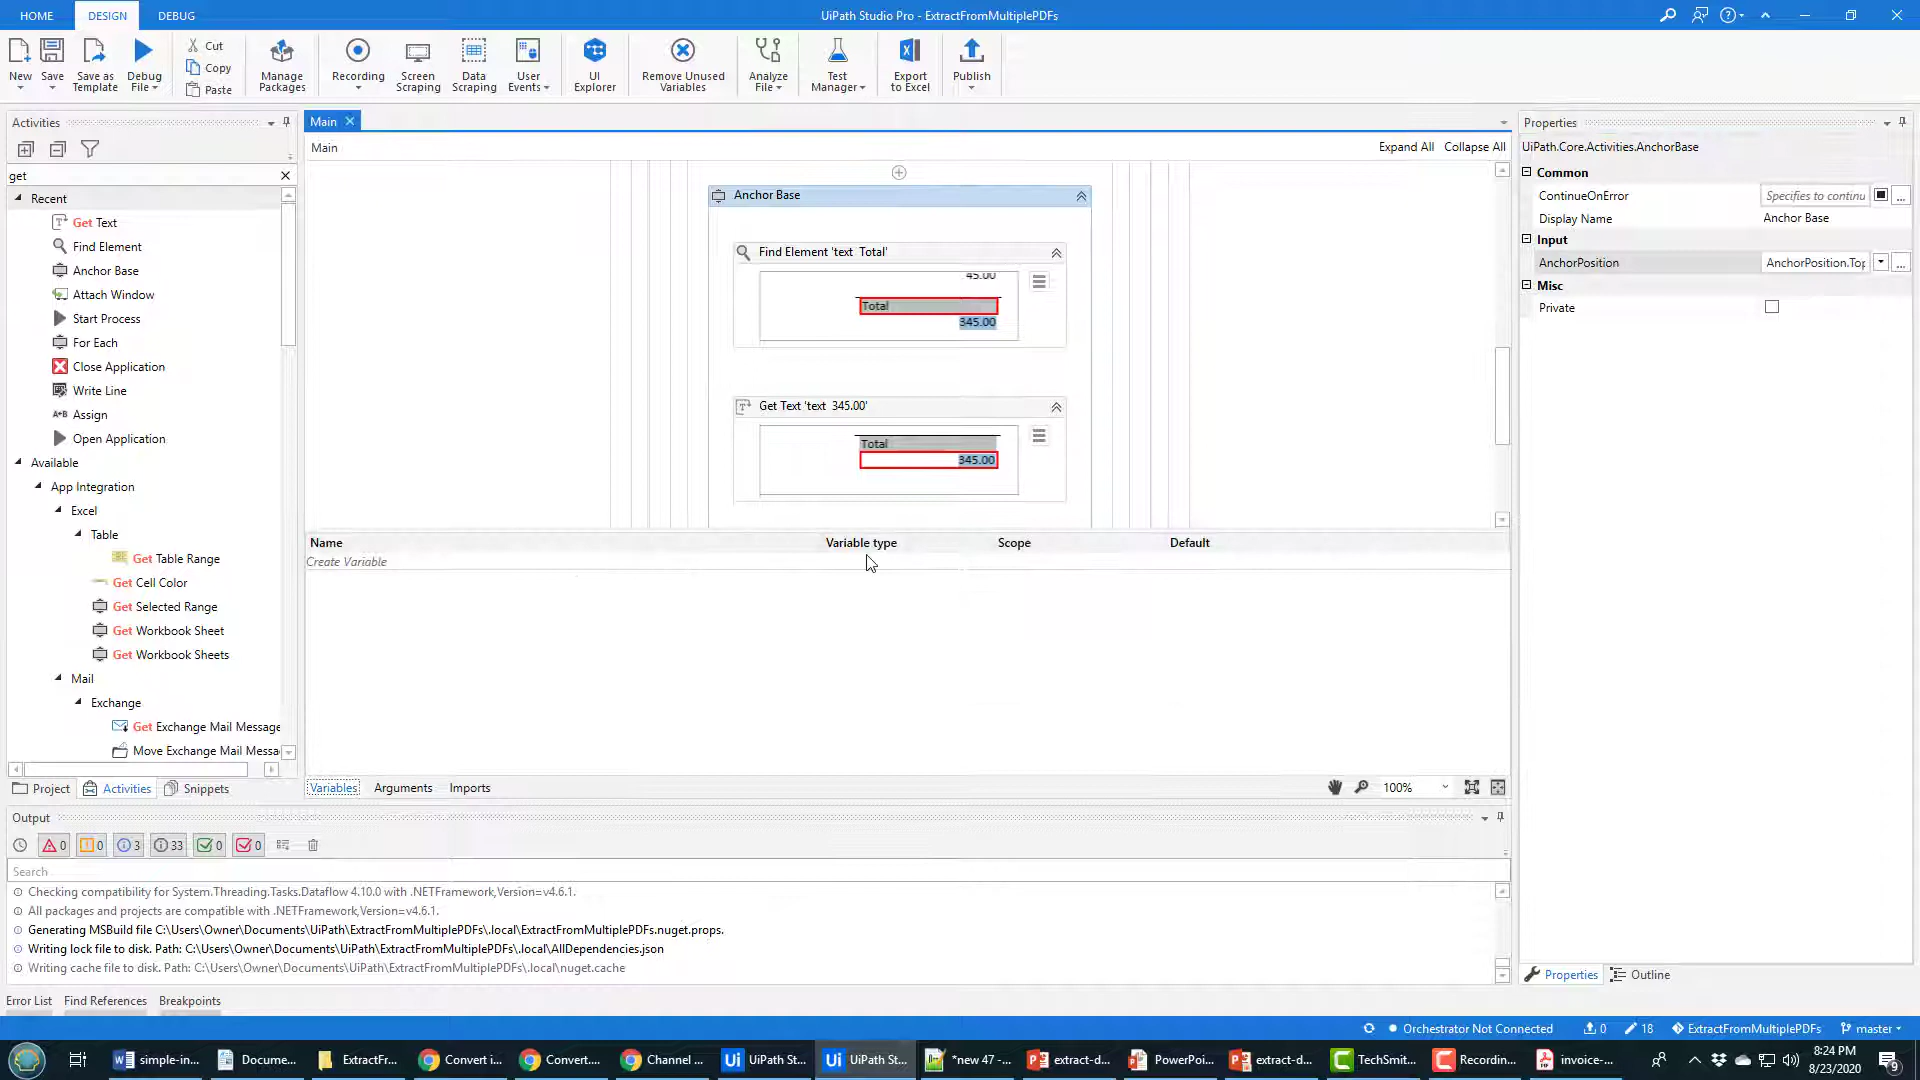 HOME DESIGN DEBUG
UiPath Studio Pro - ExtractFromMultiplePDFs
New Save Save as Template Debug File
Cut
Copy
Paste
Manage Packages
Recording Screen Scraping Data Scraping User Events
UI Explorer
Remove Unused Variables
Analyze File
Test Manager
Export to Excel
Publish
Activities
get
Recent
Get Text
Find Element
Anchor Base
Attach Window
Start Process
For Each
Close Application
Write Line
A+B Assign
Open Application
Available
App Integration
Excel
Table
Get Table Range
Get Cell Color
Get Selected Range
Get Workbook Sheet
Get Workbook Sheets
Mail
Exchange
Get Exchange Mail Message
Move Exchange Mail Messa
Project Activities Snippets
Main
Main
Expand All Collapse All
Anchor Base
Find Element 'text Total'
45.00
Total
345.00
Get Text 'text 345.00'
Total
345.00
Name Variable type Scope Default
Create Variable
Variables Arguments Imports
100%
Properties
UiPath.Core.Activities.AnchorBase
Common
ContinueOnError Specifies to continu ...
Display Name Anchor Base
Input
AnchorPosition AnchorPosition.Top ...
Misc
Private
Properties Outline
Output
0 0 3 33 0 0
Search
Checking compatibility for System.Threading.Tasks.Dataflow 4.10.0 with .NETFramework,Version=v4.6.1.
All packages and projects are compatible with .NETFramework,Version=v4.6.1.
Generating MSBuild file C:\Users\Owner\Documents\UiPath\ExtractFromMultiplePDFs\.local\ExtractFromMultiplePDFs.nuget.props.
Writing lock file to disk. Path: C:\Users\Owner\Documents\UiPath\ExtractFromMultiplePDFs\.local\AllDependencies.json
Writing cache file to disk. Path: C:\Users\Owner\Documents\UiPath\ExtractFromMultiplePDFs\.local\nuget.cache
Error List Find References Breakpoints
Orchestrator Not Connected 0 18 ExtractFromMultiplePDFs master
simple-in... Docume... ExtractFr... Convert i... Convert.... Channel ... UiPath St... UiPath St... *new 47 -... extract-d... PowerPoi... extract-d... TechSmit... Recordin... invoice-...
8:24 PM
8/23/2020
9